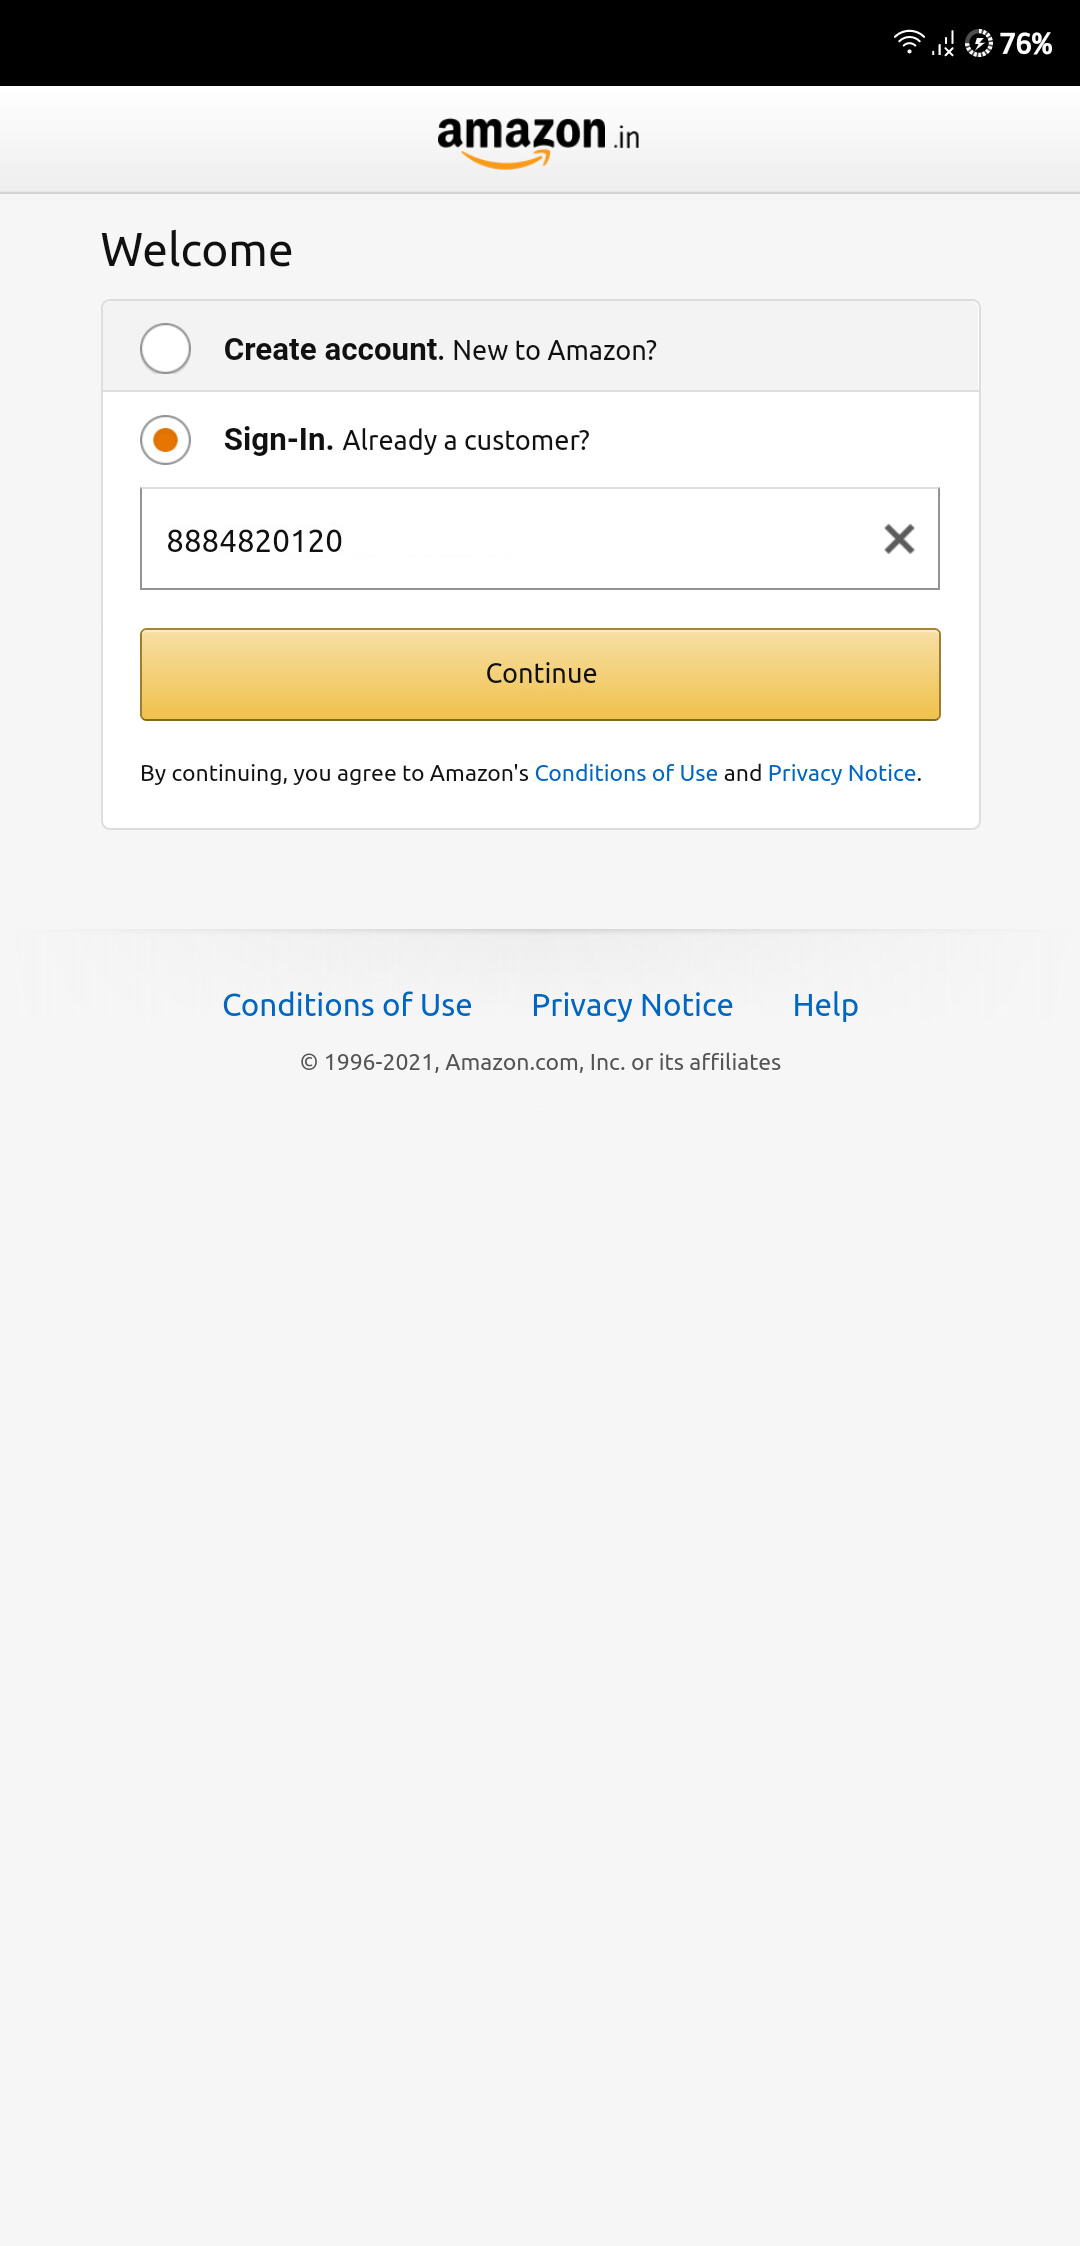 76%
amazon.in
Welcome
Create account. New to Amazon?
Sign-In. Already a customer?
8884820120
Continue
By continuing, you agree to Amazon's Conditions of Use and Privacy Notice.
Conditions of Use Privacy Notice Help
© 1996-2021, Amazon.com, Inc. or its affiliates